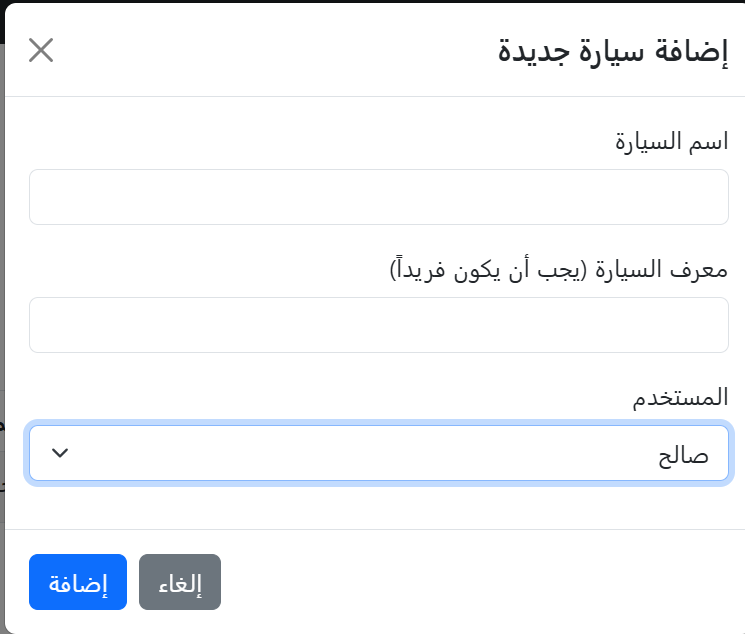 إضافة سيارة جديدة
اسم السيارة
معرف السيارة (يجب أن يكون فريداً)
المستخدم
صالح
إلغاء
إضافة